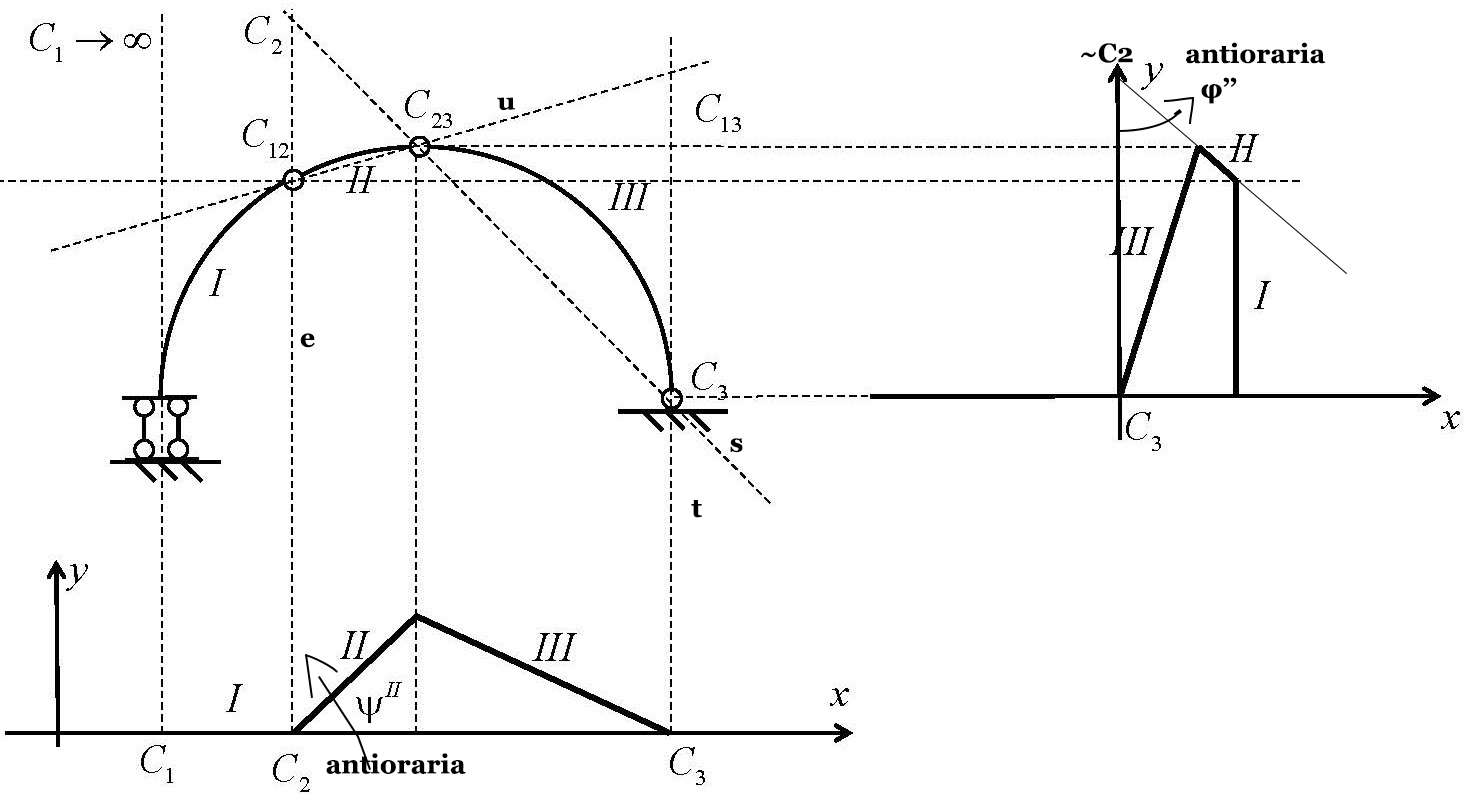 C₁ → ∞
C₂
C₁₂
C₂₃
u
C₁₃
I
II
III
e
C₃
s
t
~C2
y
antioraria
φ”
II
III
I
C₃
x
y
I
II
ψᴵᴵ
III
x
C₁
C₂
antioraria
C₃